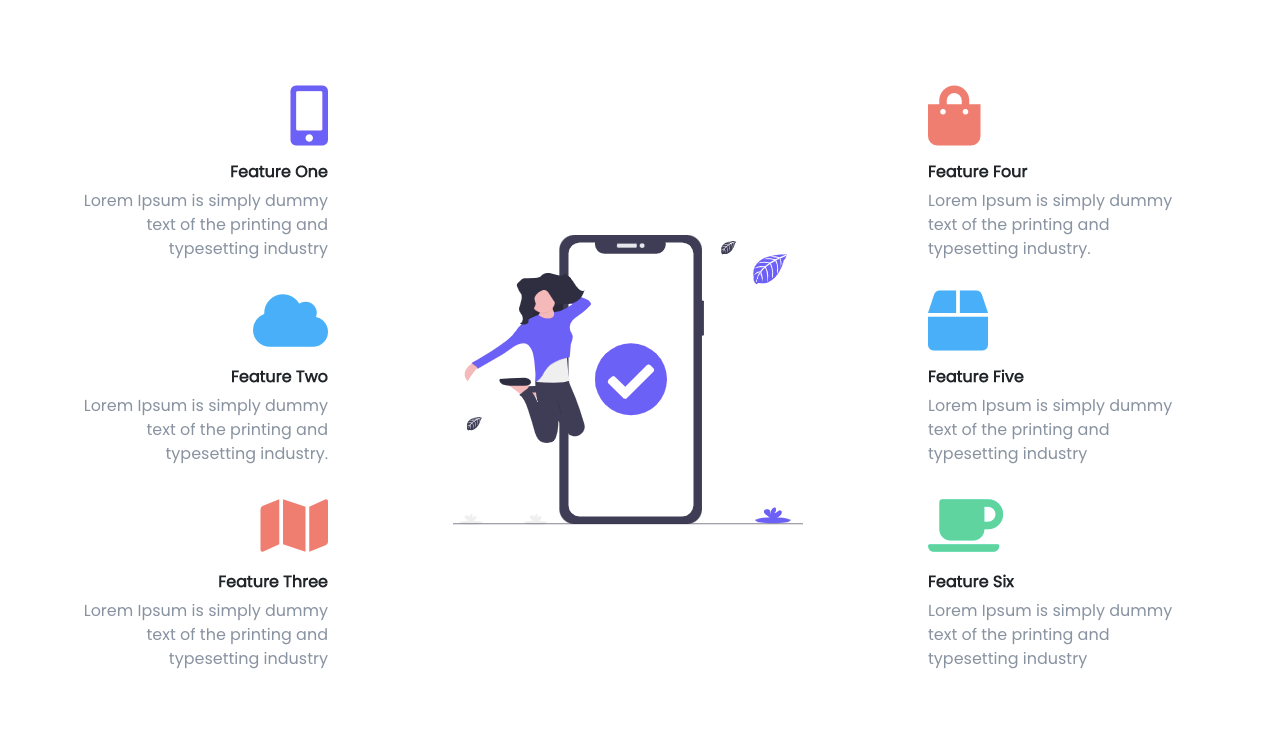 Feature One
Lorem Ipsum is simply dummy
text of the printing and
typesetting industry
Feature Two
Lorem Ipsum is simply dummy
text of the printing and
typesetting industry.
Feature Three
Lorem Ipsum is simply dummy
text of the printing and
typesetting industry
Feature Four
Lorem Ipsum is simply dummy
text of the printing and
typesetting industry.
Feature Five
Lorem Ipsum is simply dummy
text of the printing and
typesetting industry
Feature Six
Lorem Ipsum is simply dummy
text of the printing and
typesetting industry